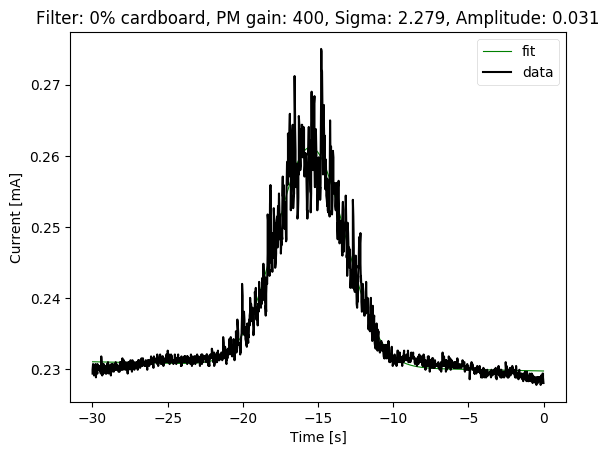 Filter: 0% cardboard, PM gain: 400, Sigma: 2.279, Amplitude: 0.031
fit
data
0.27
0.26
0.25
0.24
0.23
Current [mA]
−30 −25 −20 −15 −10 −5 0
Time [s]